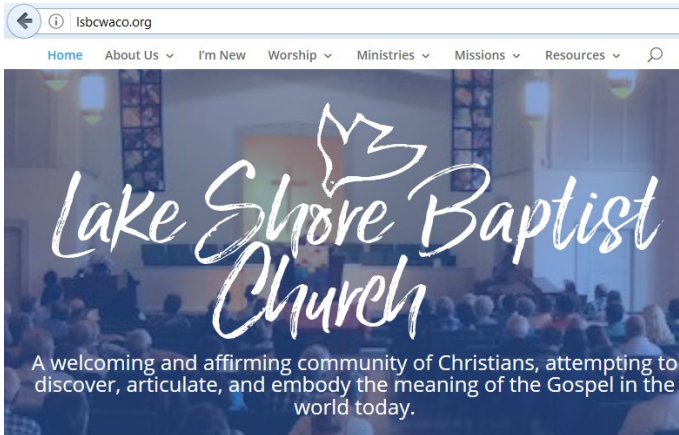 lsbcwaco.org
Home About Us I'm New Worship Ministries Missions Resources
Lake Shore Baptist
Church
A welcoming and affirming community of Christians, attempting to
discover, articulate, and embody the meaning of the Gospel in the
world today.